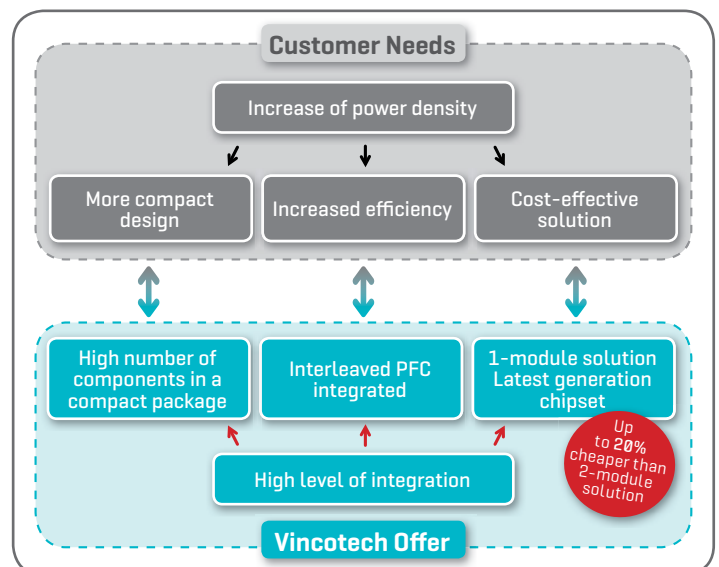 Customer Needs
Increase of power density
More compact
design
Increased efficiency
Cost-effective
solution
High number of
components in a
compact package
Interleaved PFC
integrated
1-module solution
Latest generation
chipset
Up
to 20%
cheaper than
2-module
solution
High level of integration
Vincotech Offer